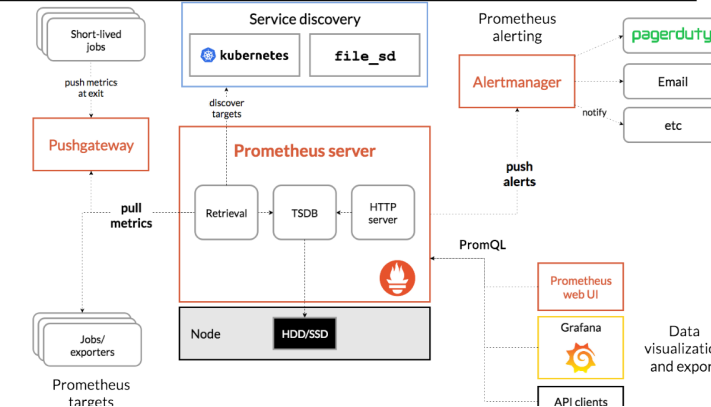 Short-lived
jobs
push metrics
at exit
Pushgateway
Service discovery
kubernetes
file_sd
discover
targets
Prometheus
alerting
Alertmanager
pagerduty
Email
notify
etc
Prometheus server
push
alerts
pull
metrics
Retrieval
TSDB
HTTP
server
PromQL
Node
HDD/SSD
Jobs/
exporters
Prometheus
targets
Prometheus
web UI
Grafana
Data
visualizatio
and expor
API clients